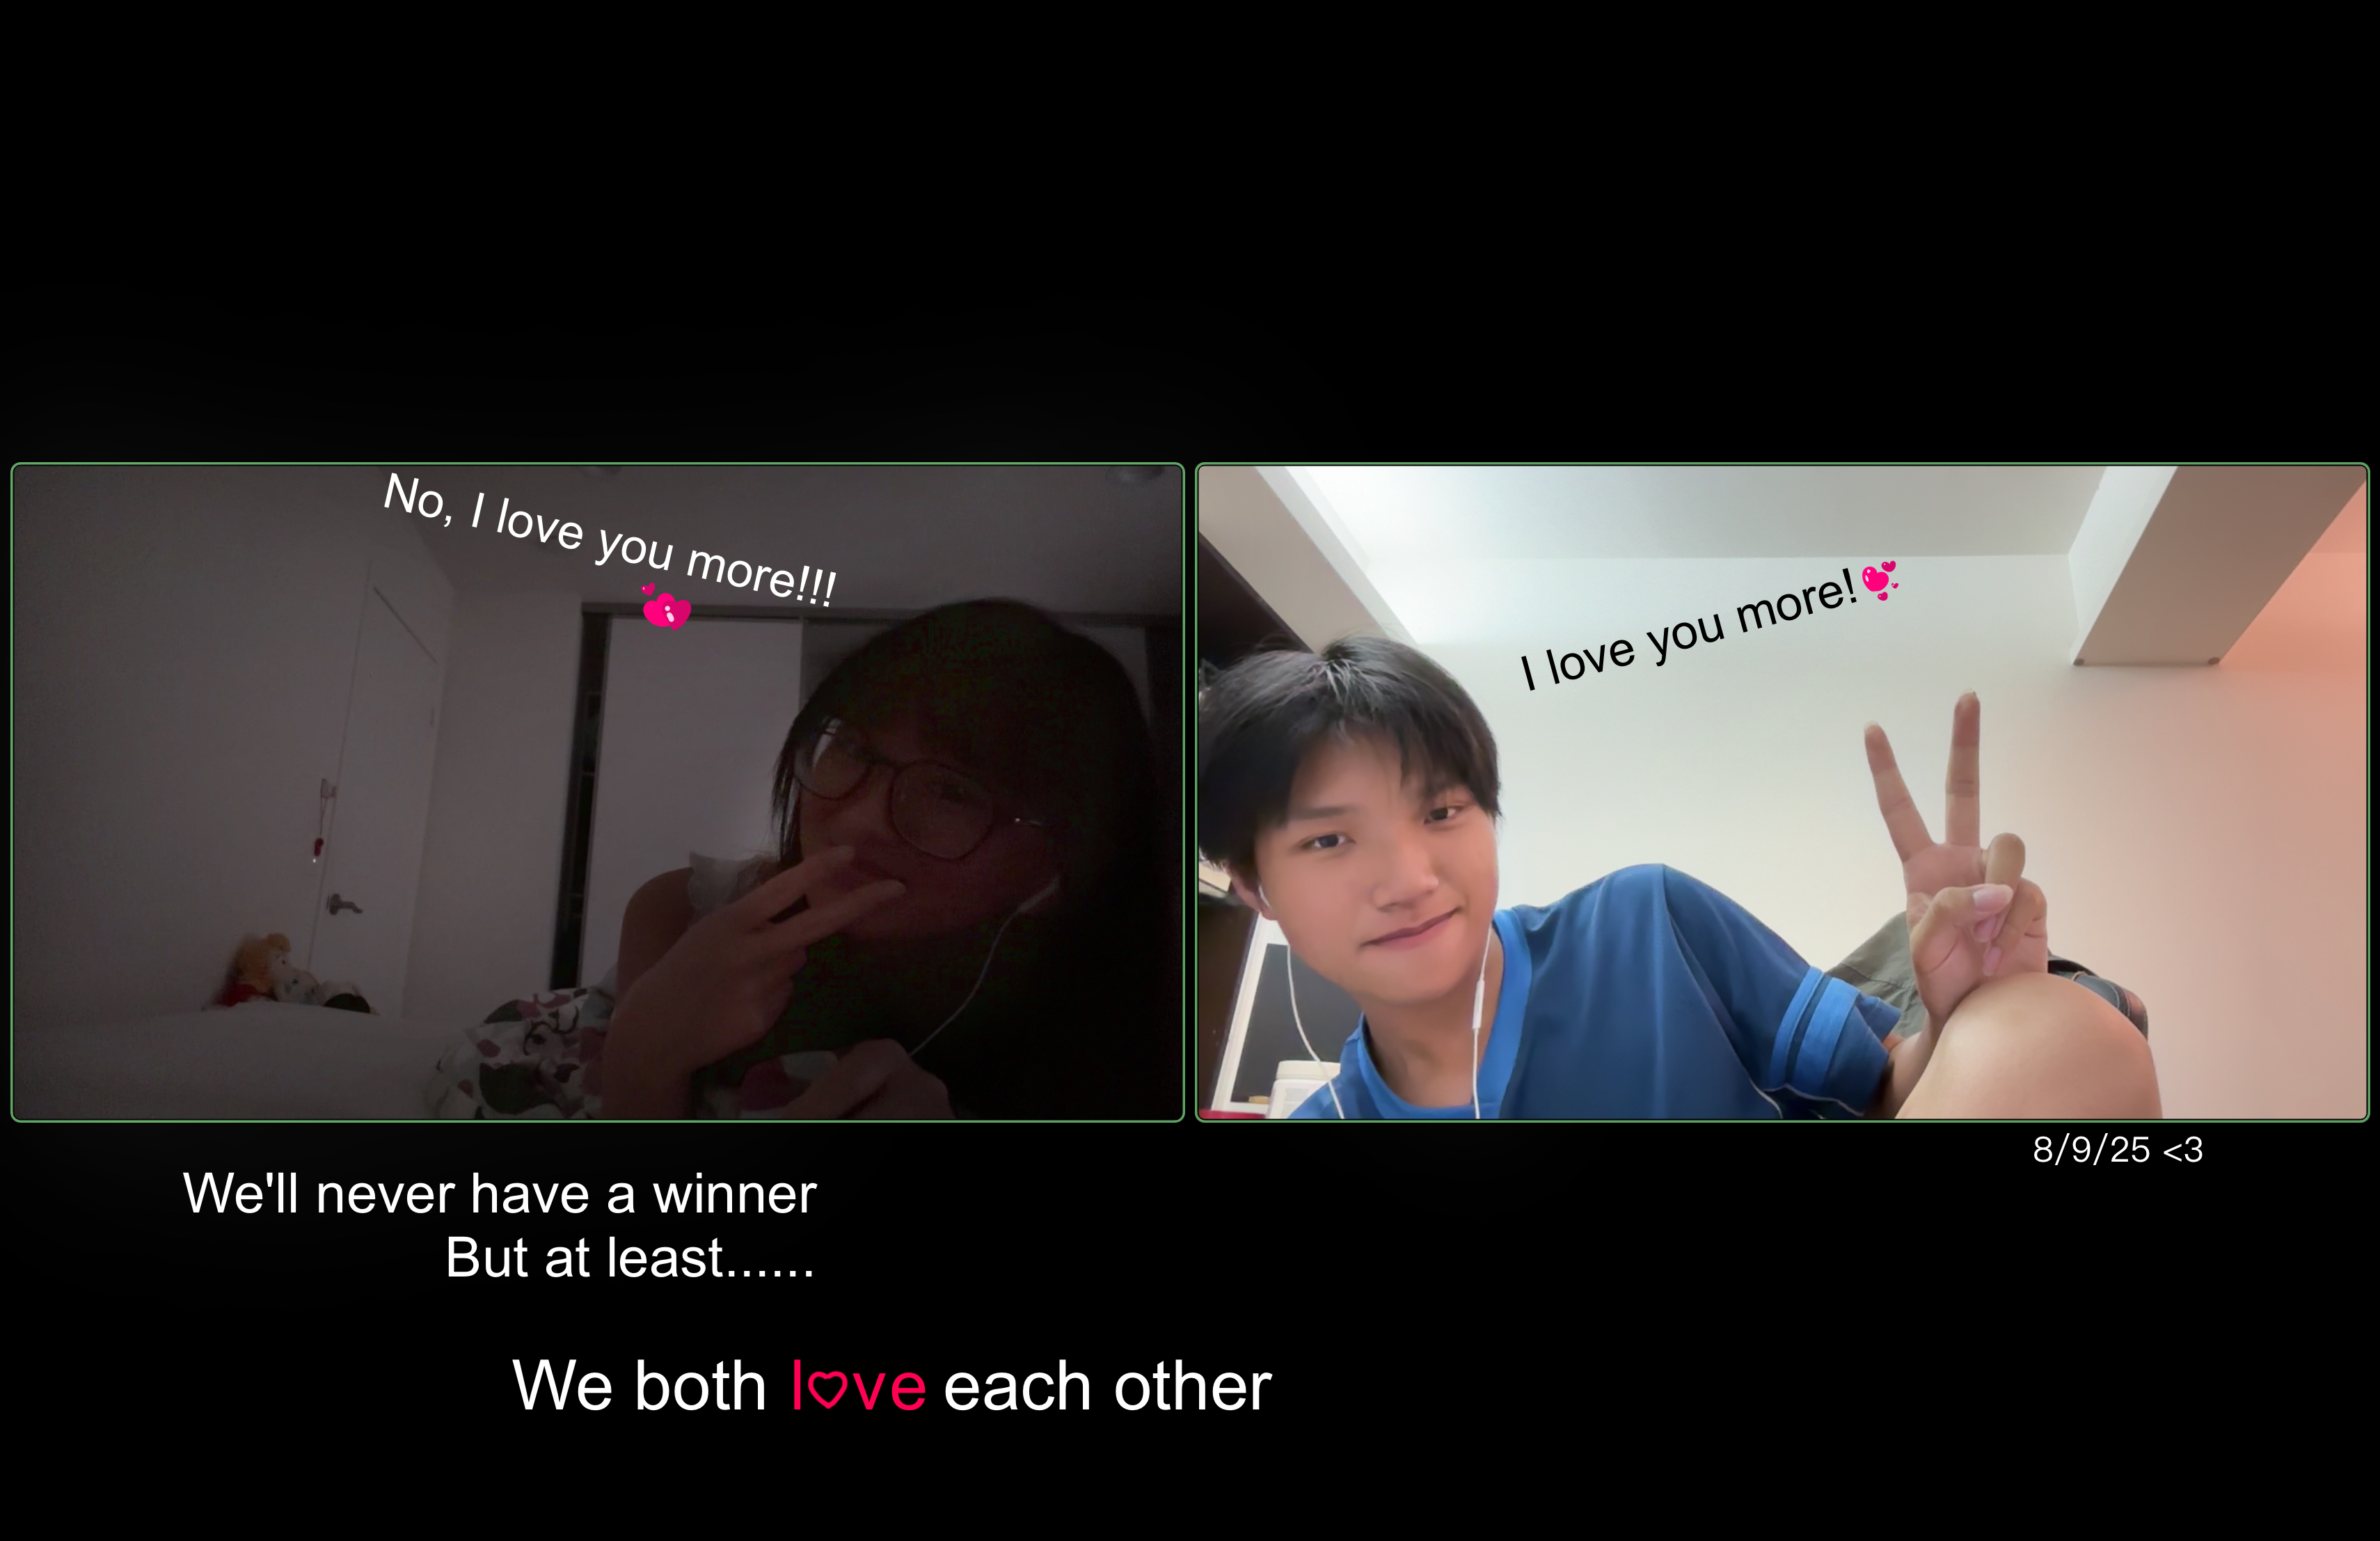 No, I love you more!!!
I love you more!
8/9/25 <3
We'll never have a winner
But at least......
We both love each other